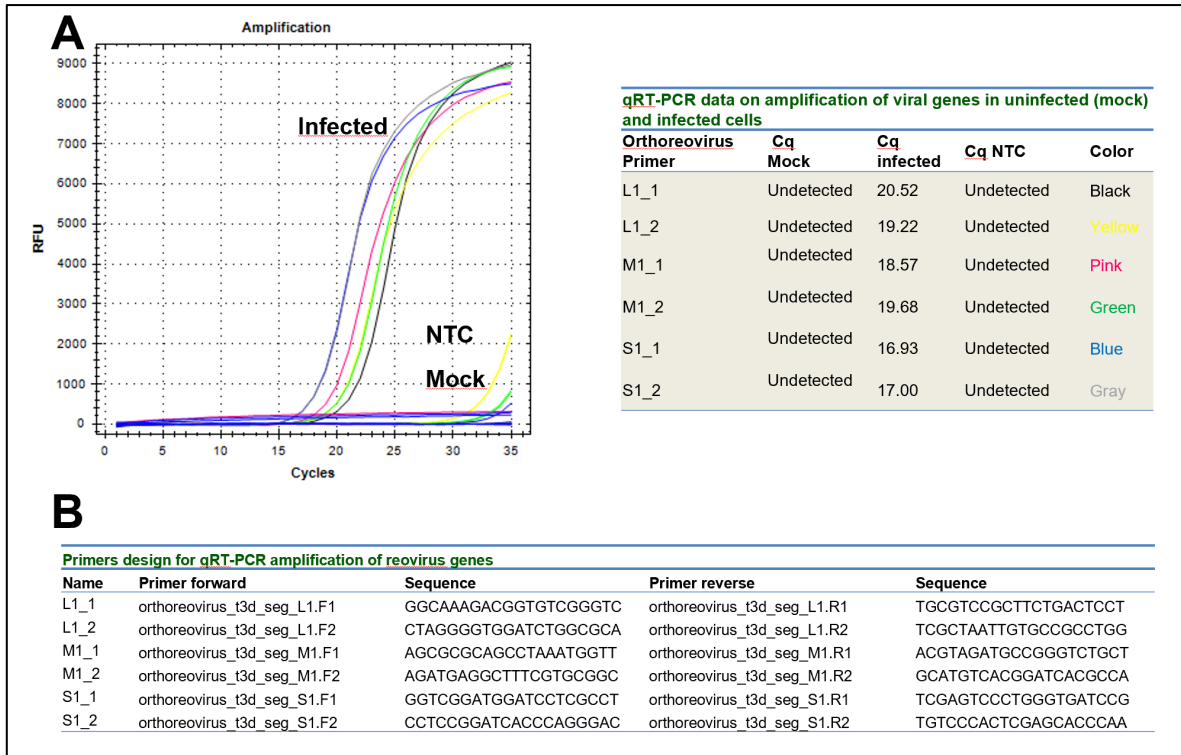 A
Amplification
9000
8000
7000
6000
5000
4000
3000
2000
1000
0
RFU
Infected
NTC
Mock
0 5 10 15 20 25 30 35
Cycles
qRT-PCR data on amplification of viral genes in uninfected (mock)
and infected cells
Orthoreovirus Primer Cq Mock Cq infected Cq NTC Color
L1_1 Undetected 20.52 Undetected Black
L1_2 Undetected 19.22 Undetected Yellow
M1_1 Undetected 18.57 Undetected Pink
M1_2 Undetected 19.68 Undetected Green
S1_1 Undetected 16.93 Undetected Blue
S1_2 Undetected 17.00 Undetected Gray
B
Primers design for qRT-PCR amplification of reovirus genes
Name Primer forward Sequence Primer reverse Sequence
L1_1 orthoreovirus_t3d_seg_L1.F1 GGCAAAGACGGTGTCGGGTC orthoreovirus_t3d_seg_L1.R1 TGCGTCCGCTTCTGACTCCT
L1_2 orthoreovirus_t3d_seg_L1.F2 CTAGGGGTGGATCTGGCGCA orthoreovirus_t3d_seg_L1.R2 TCGCTAATTGTGCCGCCTGG
M1_1 orthoreovirus_t3d_seg_M1.F1 AGCGCGCAGCCTAAATGGTT orthoreovirus_t3d_seg_M1.R1 ACGTAGATGCCGGGTCTGCT
M1_2 orthoreovirus_t3d_seg_M1.F2 AGATGAGGCTTTCGTGCGGC orthoreovirus_t3d_seg_M1.R2 GCATGTCACGGATCACGCCA
S1_1 orthoreovirus_t3d_seg_S1.F1 GGTCGGATGGATCCTCGCCT orthoreovirus_t3d_seg_S1.R1 TCGAGTCCCTGGGTGATCCG
S1_2 orthoreovirus_t3d_seg_S1.F2 CCTCCGGATCACCCAGGGAC orthoreovirus_t3d_seg_S1.R2 TGTCCCACTCGAGCACCCAA